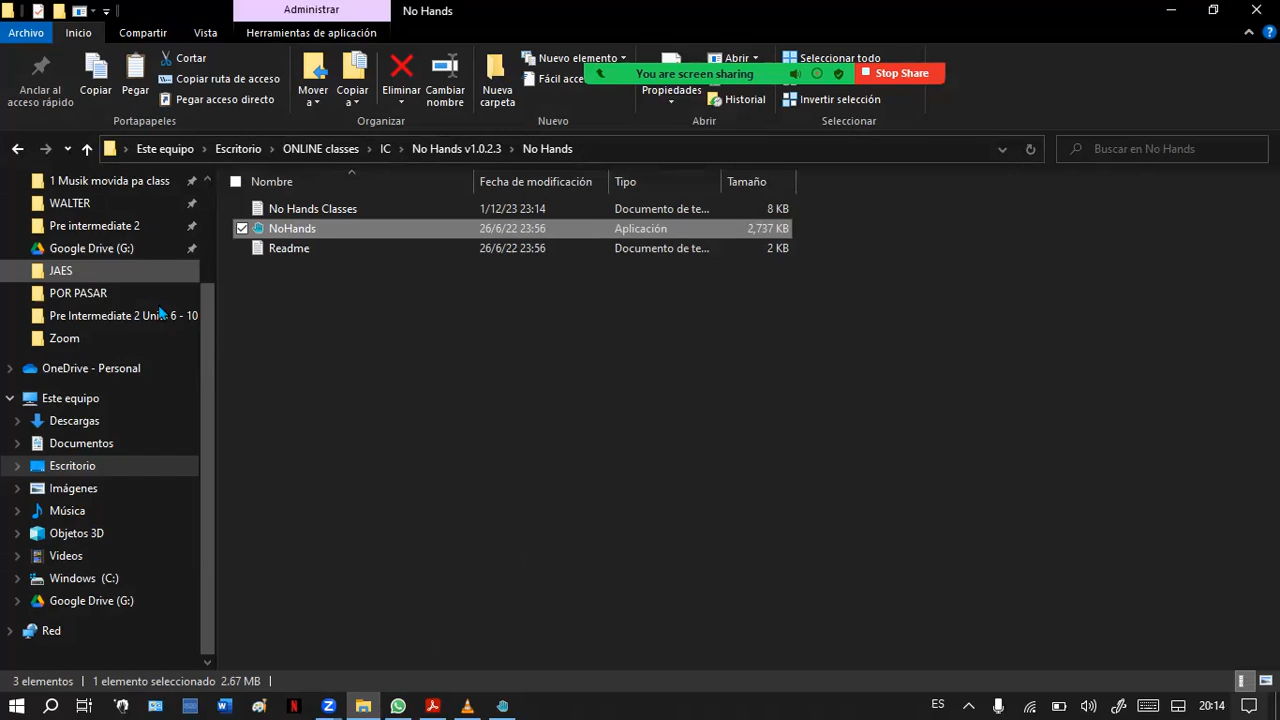 Administrar
No Hands
Archivo
Inicio
Compartir
Vista
Herramientas de aplicación
Anclar al acceso rápido
Copiar
Pegar
Cortar
Copiar ruta de acceso
Pegar acceso directo
Portapapeles
Mover a
Copiar a
Eliminar
Cambiar nombre
Organizar
Nueva carpeta
Nuevo elemento
Fácil acce
Nuevo
You are screen sharing
Stop Share
Propiedades
Abrir
Historial
Abrir
Seleccionar todo
Invertir selección
Seleccionar
Este equipo
Escritorio
ONLINE classes
IC
No Hands v1.0.2.3
No Hands
Buscar en No Hands
1 Musik movida pa class
WALTER
Pre intermediate 2
Google Drive (G:)
JAES
POR PASAR
Pre Intermediate 2 Units 6 - 10
Zoom
OneDrive - Personal
Este equipo
Descargas
Documentos
Escritorio
Imágenes
Música
Objetos 3D
Videos
Windows (C:)
Google Drive (G:)
Red
Nombre Fecha de modificación Tipo Tamaño
No Hands Classes 1/12/23 23:14 Documento de te... 8 KB
NoHands 26/6/22 23:56 Aplicación 2,737 KB
Readme 26/6/22 23:56 Documento de te... 2 KB
3 elementos 1 elemento seleccionado 2.67 MB
ES
20:14